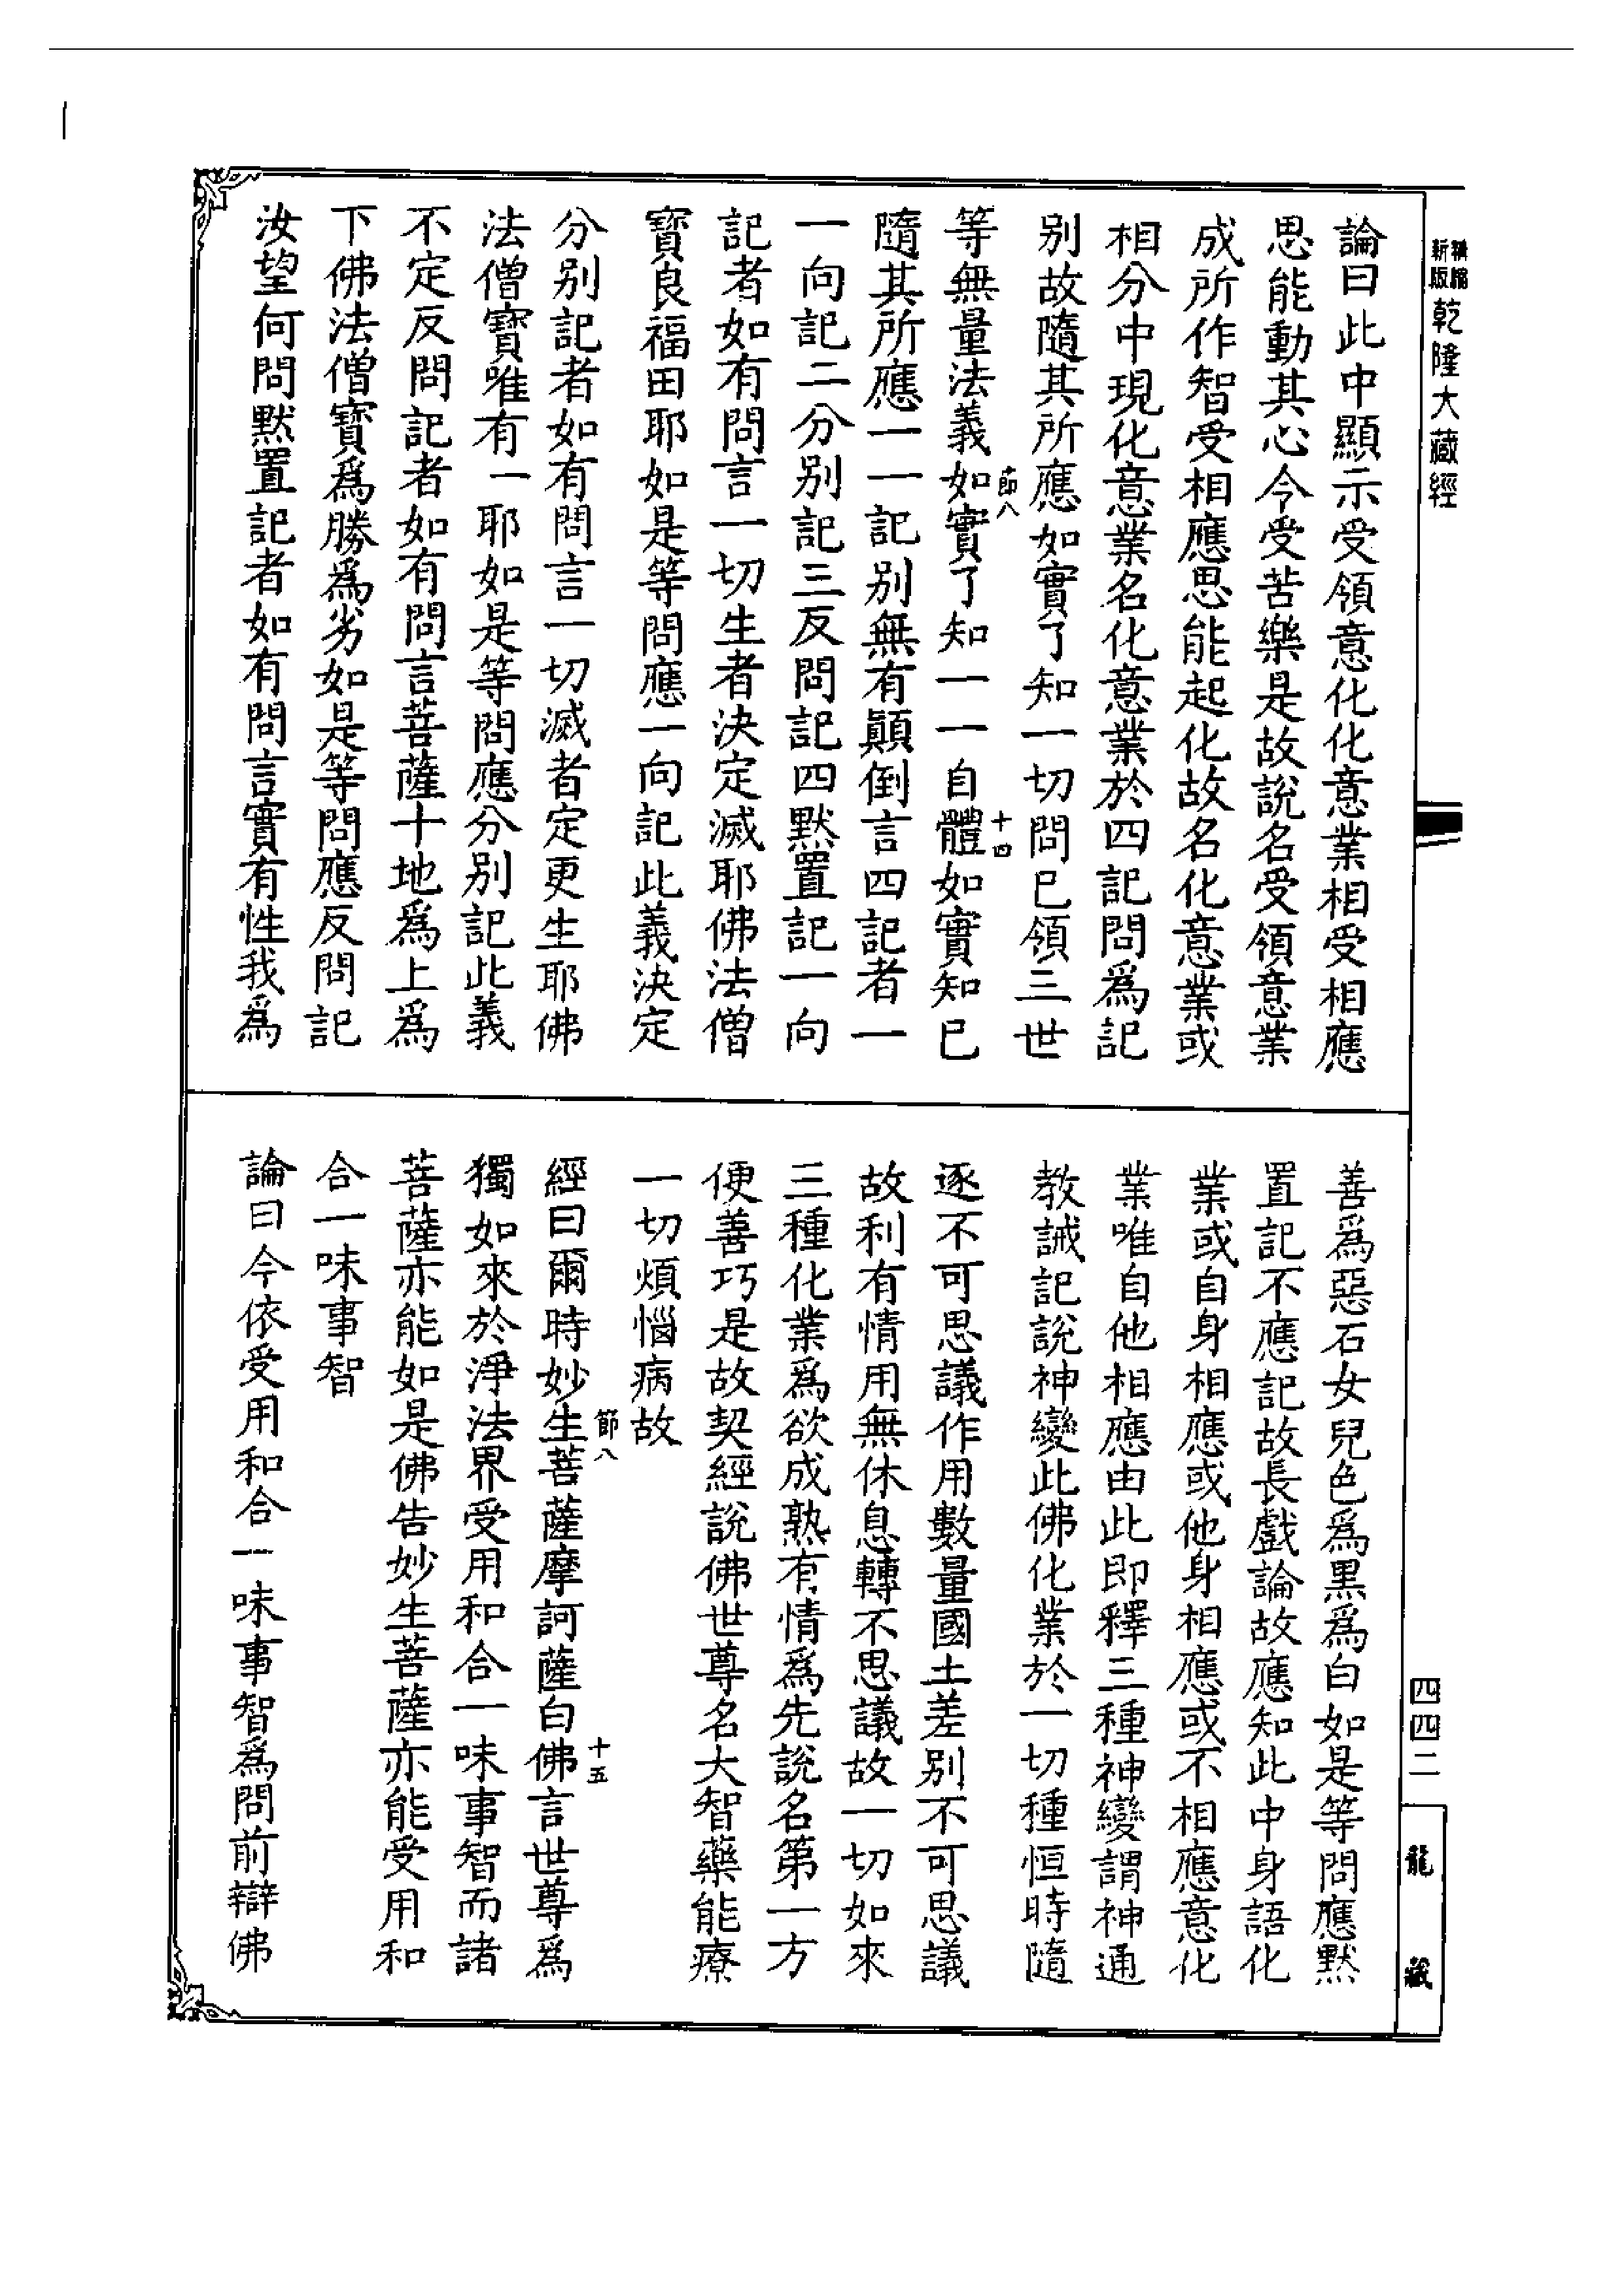 精縮
新版
乾隆大藏經
論曰此中顯示受領意化化意業相受相應
思能動其心令受苦樂是故說名受領意業
成所作智受相應思能起化故名化意業或
相分中現化意業名化意業於四記問為記
別故隨其所應如實了知一切問已領三世
等無量法義如實了知一一自體如實知已
節八
十四
隨其所應一一記別無有顛倒言四記者一
一向記二分別記三反問記四默置記一向
記者如有問言一切生者決定滅耶佛法僧
寶良福田耶如是等問應一向記此義決定
分別記者如有問言一切滅者定更生耶佛
法僧寶唯有一耶如是等問應分別記此義
不定反問記者如有問言菩薩十地為上為
下佛法僧寶為勝為劣如是等問應反問記
汝望何問默置記者如有問言實有性我為
善為惡石女兒色為黑為白如是等問應默
置記不應記故長戲論故應知此中身語化
業或自身相應或他身相應或不相應意化
業唯自他相應由此即釋三種神變謂神通
教誡記說神變此佛化業於一切種恒時隨
逐不可思議作用數量國土差別不可思議
故利有情用無休息轉不思議故一切如來
三種化業為欲成熟有情為先說名第一方
便善巧是故契經說佛世尊名大智藥能療
一切煩惱病故
經曰爾時妙生菩薩摩訶薩白佛言世尊為
節八
十五
獨如來於淨法界受用和合一味事智而諸
菩薩亦能如是佛告妙生菩薩亦能受用和
合一味事智
論曰今依受用和合一味事智為問前辯佛
四四二
龍藏